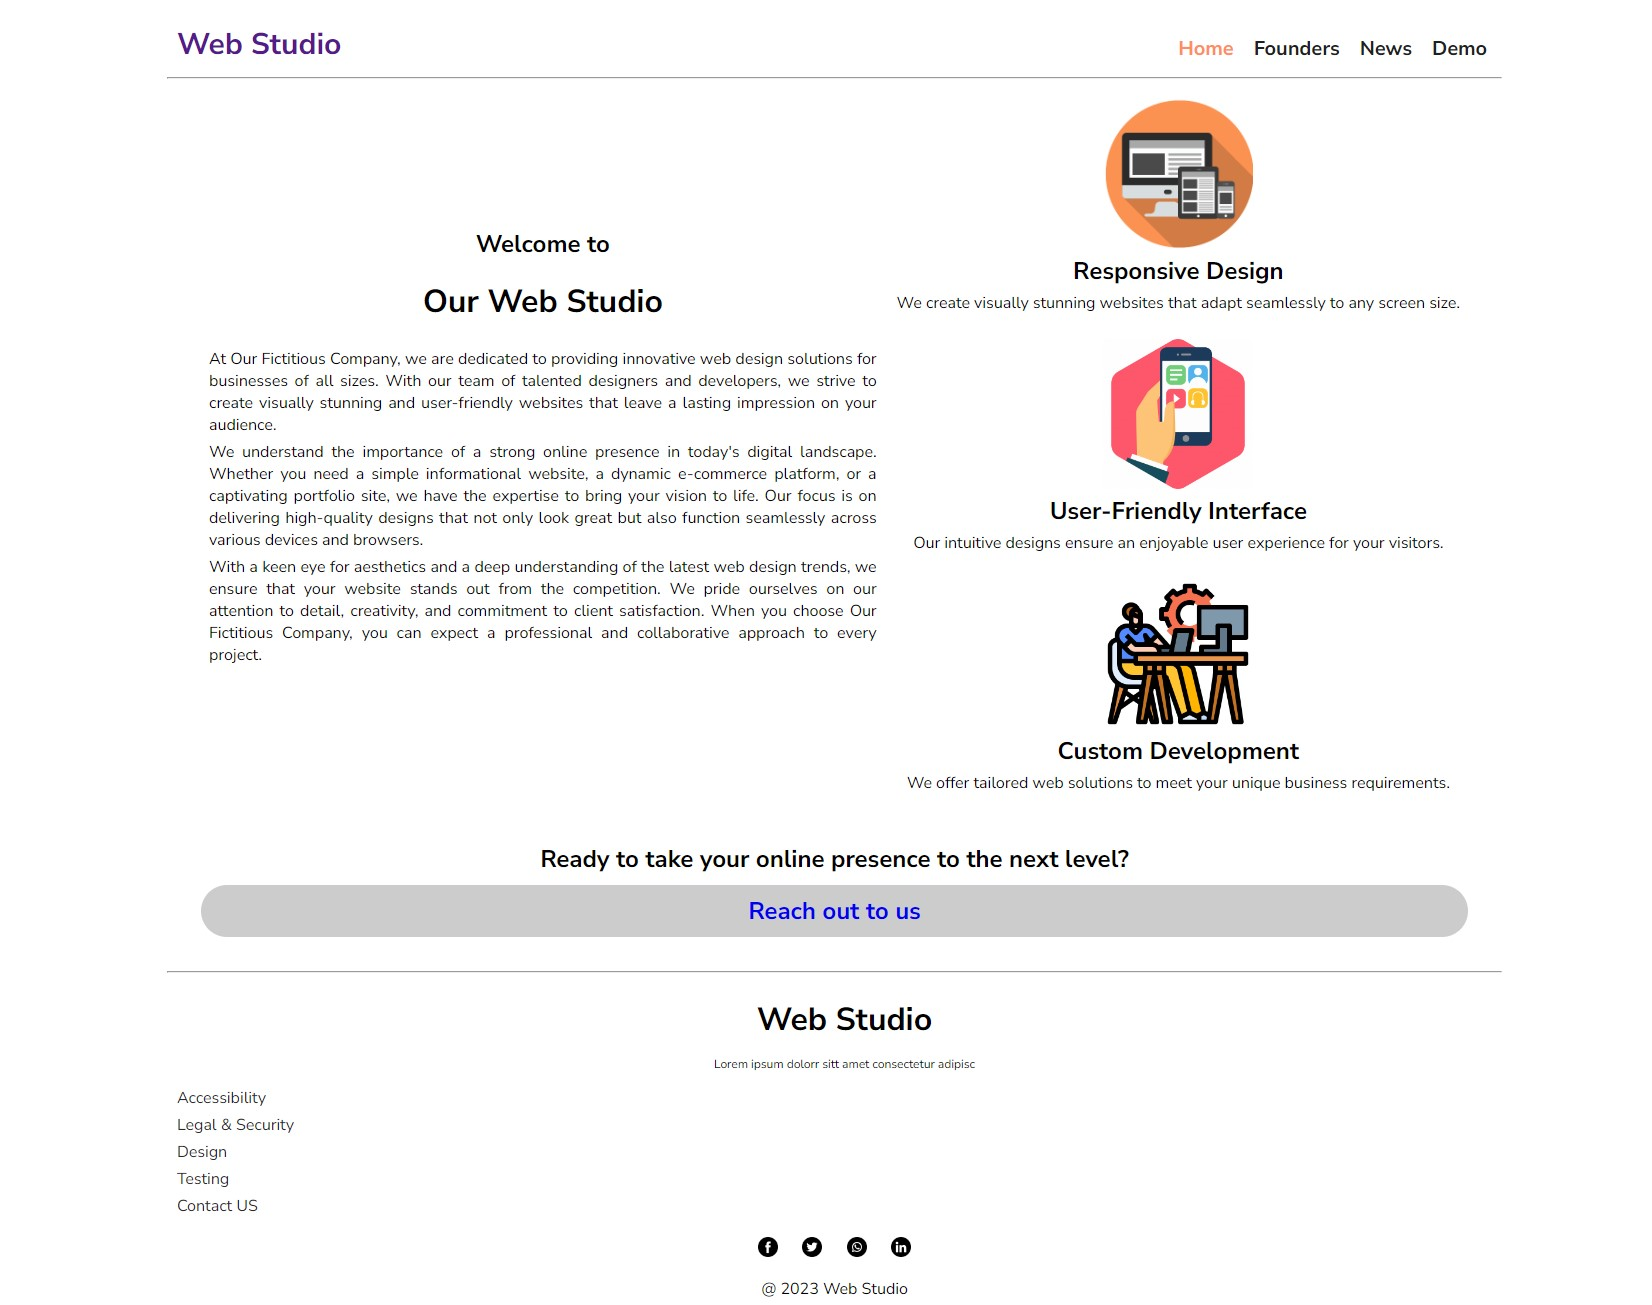 Web Studio
Home Founders News Demo
Welcome to
Our Web Studio
At Our Fictitious Company, we are dedicated to providing innovative web design solutions for
businesses of all sizes. With our team of talented designers and developers, we strive to
create visually stunning and user-friendly websites that leave a lasting impression on your
audience.
We understand the importance of a strong online presence in today's digital landscape.
Whether you need a simple informational website, a dynamic e-commerce platform, or a
captivating portfolio site, we have the expertise to bring your vision to life. Our focus is on
delivering high-quality designs that not only look great but also function seamlessly across
various devices and browsers.
With a keen eye for aesthetics and a deep understanding of the latest web design trends, we
ensure that your website stands out from the competition. We pride ourselves on our
attention to detail, creativity, and commitment to client satisfaction. When you choose Our
Fictitious Company, you can expect a professional and collaborative approach to every
project.
Responsive Design
We create visually stunning websites that adapt seamlessly to any screen size.
User-Friendly Interface
Our intuitive designs ensure an enjoyable user experience for your visitors.
Custom Development
We offer tailored web solutions to meet your unique business requirements.
Ready to take your online presence to the next level?
Reach out to us
Web Studio
Lorem ipsum dolorr sitt amet consectetur adipisc
Accessibility
Legal & Security
Design
Testing
Contact US
@ 2023 Web Studio